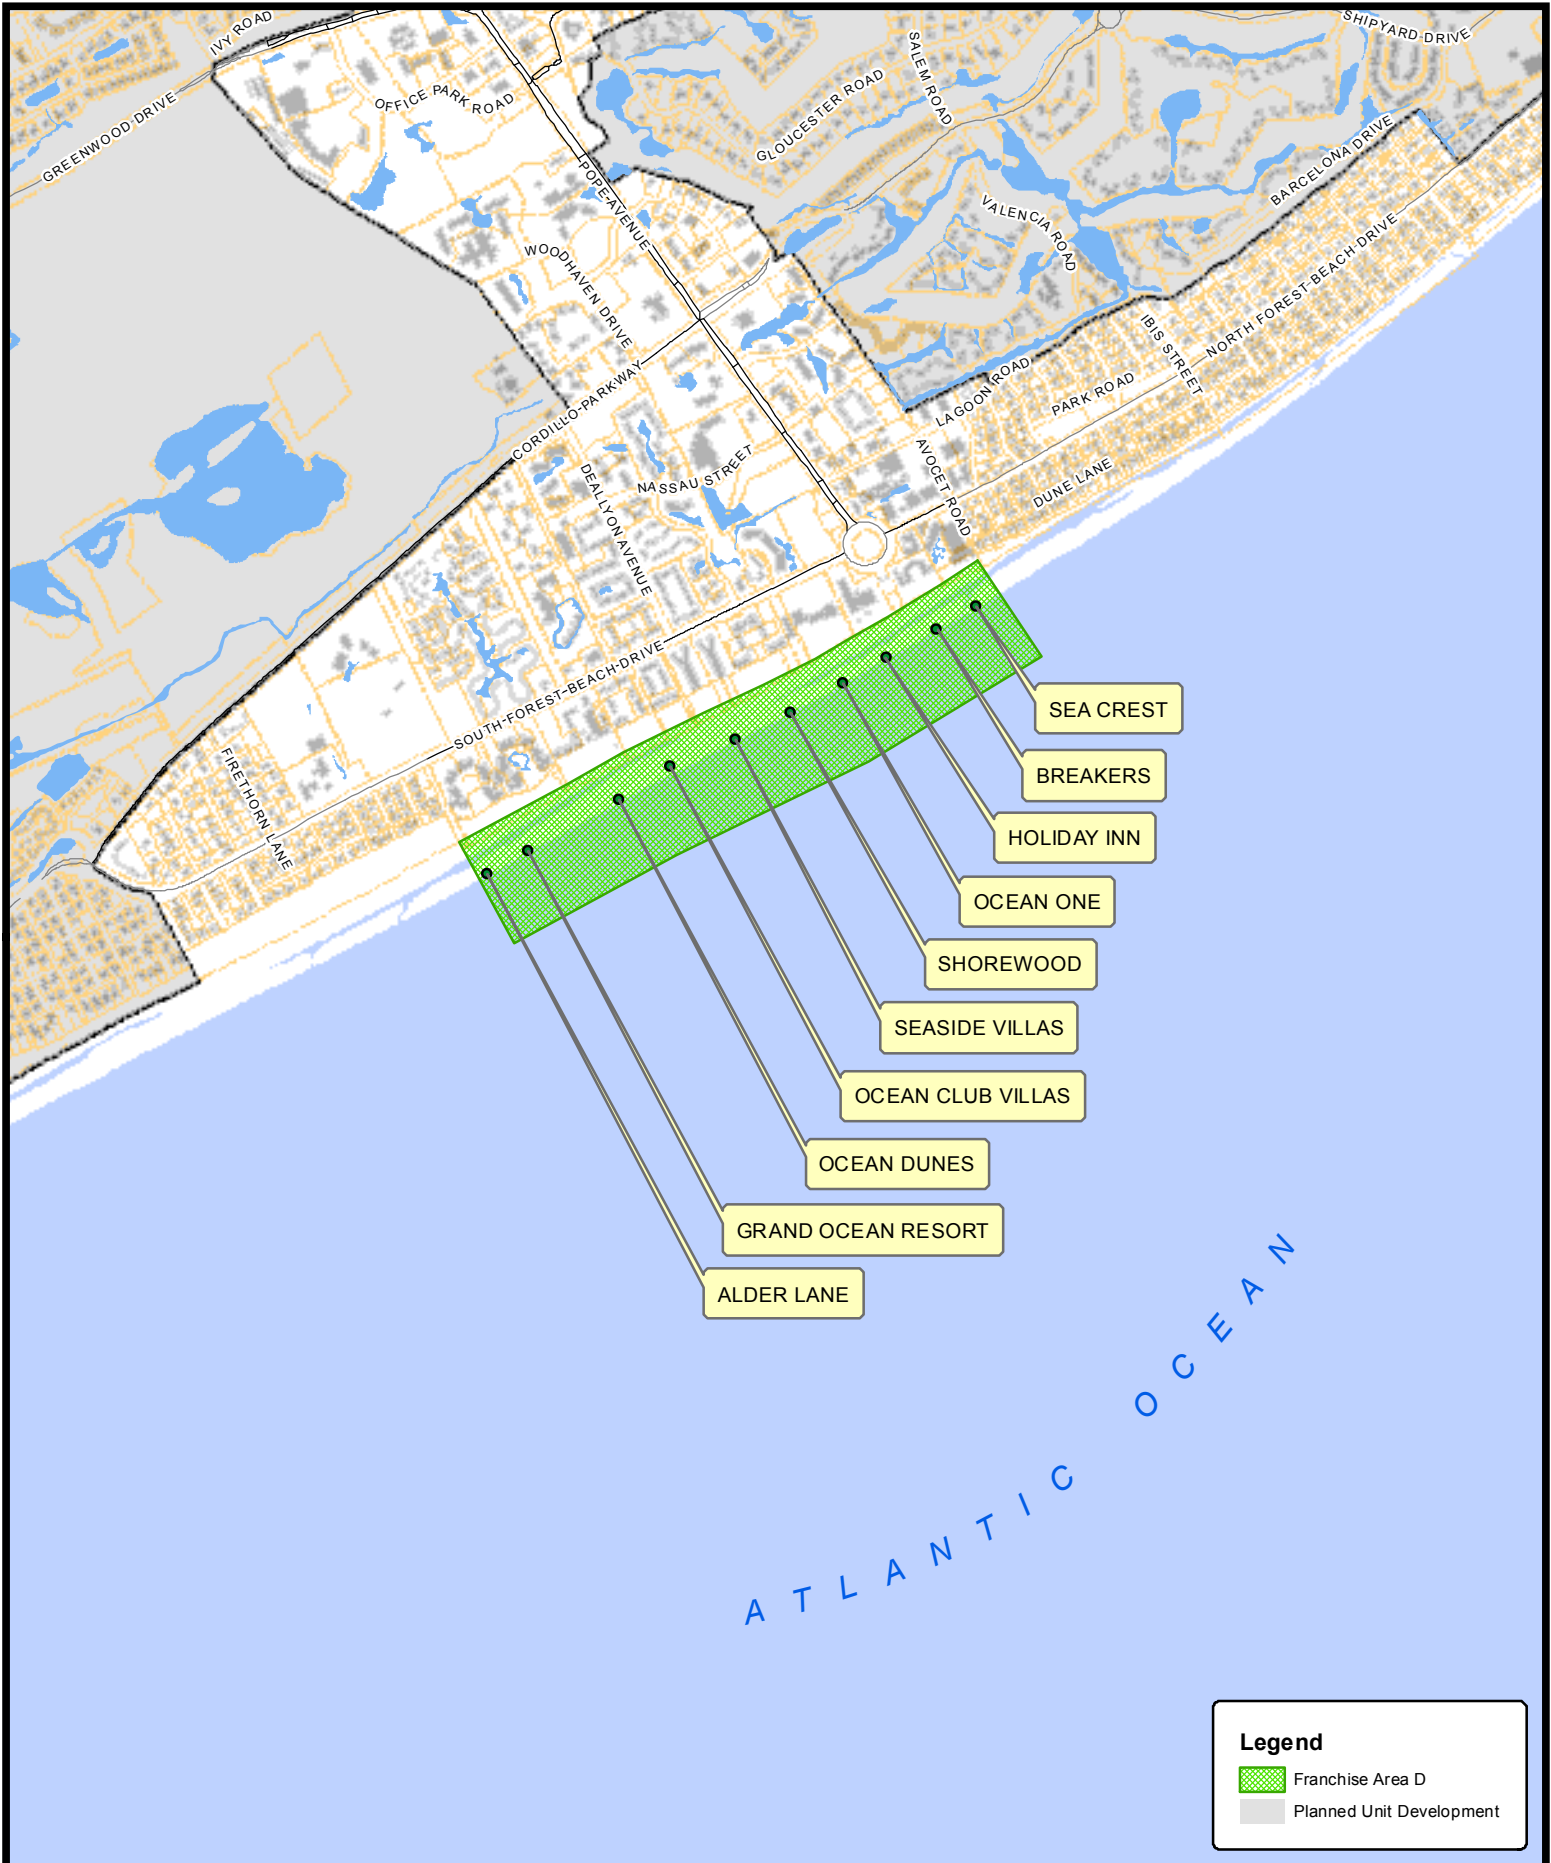 IVY ROAD
SHIPYARD DRIVE
SALEM ROAD
OFFICE PARK ROAD
GREENWOOD DRIVE
GLOUCESTER ROAD
BARCELONA DRIVE
POPE AVENUE
VALENCIA ROAD
WOODHAVEN DRIVE
NORTH FOREST BEACH DRIVE
IBIS STREET
CORDILLO PARKWAY
LAGOON ROAD
PARK ROAD
AVOCET ROAD
NASSAU STREET
DUNE LANE
DEALLYON AVENUE
SOUTH FOREST BEACH DRIVE
FIRETHORN LANE
SEA CREST
BREAKERS
HOLIDAY INN
OCEAN ONE
SHOREWOOD
SEASIDE VILLAS
OCEAN CLUB VILLAS
OCEAN DUNES
GRAND OCEAN RESORT
ALDER LANE
ATLANTIC OCEAN
Legend
Franchise Area D
Planned Unit Development